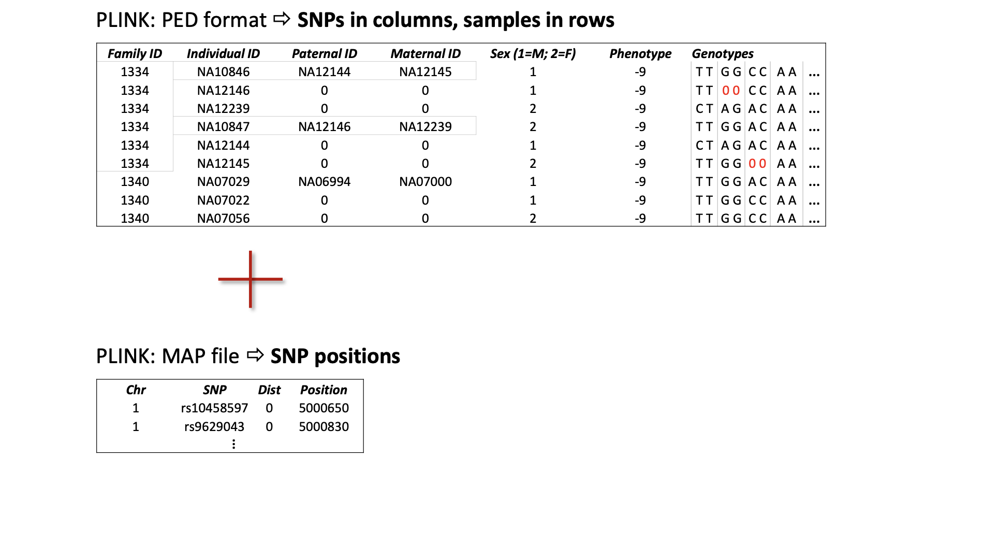 PLINK: PED format ⇨ SNPs in columns, samples in rows
Family ID Individual ID Paternal ID Maternal ID Sex (1=M; 2=F) Phenotype Genotypes
1334 NA10846 NA12144 NA12145 1 -9 T T G G C C A A ...
1334 NA12146 0 0 1 -9 T T 0 0 C C A A ...
1334 NA12239 0 0 2 -9 C T A G A C A A ...
1334 NA10847 NA12146 NA12239 2 -9 T T G G A C A A ...
1334 NA12144 0 0 1 -9 C T A G A C A A ...
1334 NA12145 0 0 2 -9 T T G G 0 0 A A ...
1340 NA07029 NA06994 NA07000 1 -9 T T G G A C A A ...
1340 NA07022 0 0 1 -9 T T G G C C A A ...
1340 NA07056 0 0 2 -9 T T G G C C A A ...
PLINK: MAP file ⇨ SNP positions
Chr SNP Dist Position
1 rs10458597 0 5000650
1 rs9629043 0 5000830
⋮